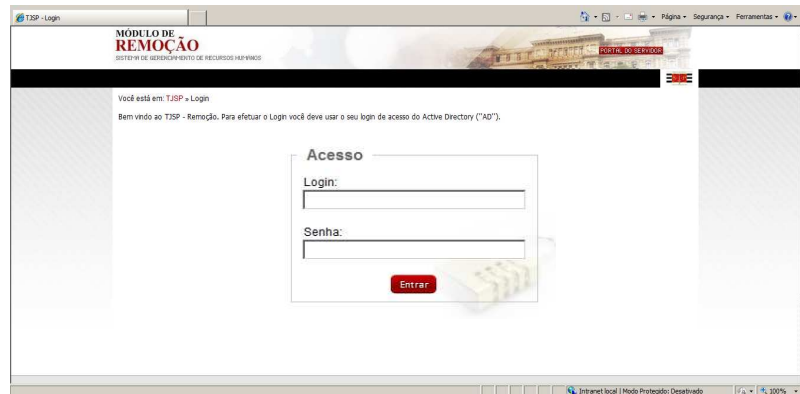 TJSP - Login
Página
Segurança
Ferramentas
MÓDULO DE
REMOÇÃO
SISTEMA DE GERENCIAMENTO DE RECURSOS HUMANOS
PORTAL DO SERVIDOR
Você está em: TJSP » Login
Bem vindo ao TJSP - Remoção. Para efetuar o Login você deve usar o seu login de acesso do Active Directory ("AD").
Acesso
Login:
Senha:
Entrar
Intranet local | Modo Protegido: Desativado
100%